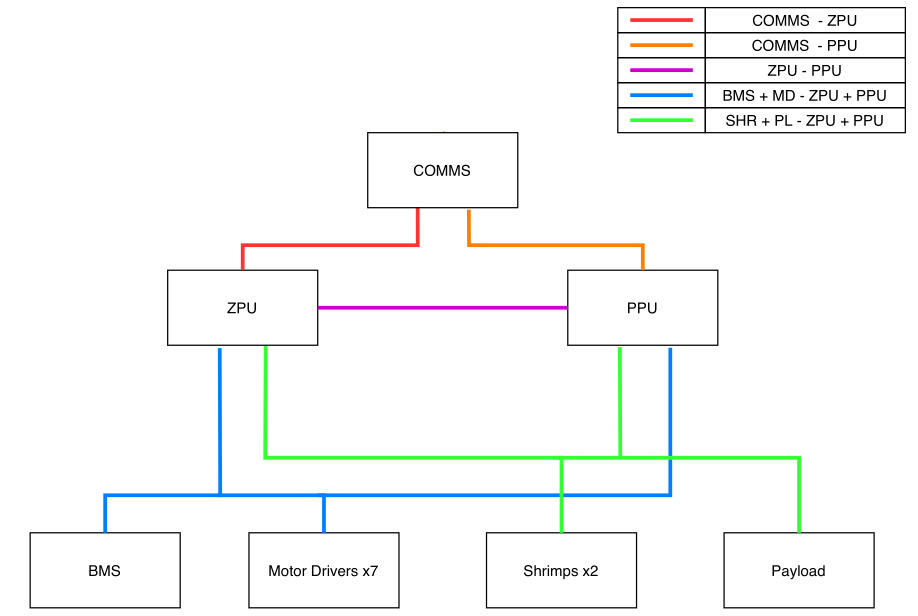 COMMS - ZPU
COMMS - PPU
ZPU - PPU
BMS + MD - ZPU + PPU
SHR + PL - ZPU + PPU
COMMS
ZPU
PPU
BMS
Motor Drivers x7
Shrimps x2
Payload